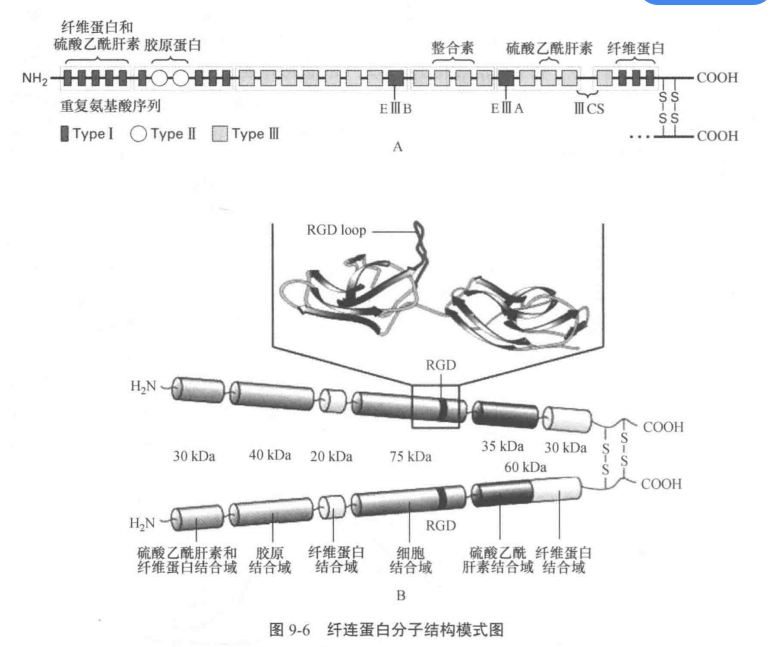 纤维蛋白和
硫酸乙酰肝素 胶原蛋白 整合素 硫酸乙酰肝素 纤维蛋白
NH₂ COOH
EⅢB EⅢA ⅢCS
S S
S S
重复氨基酸序列
Type Ⅰ Type Ⅱ Type Ⅲ
··· COOH
A
RGD loop
RGD
H₂N COOH
30 kDa 40 kDa 20 kDa 75 kDa 35 kDa 30 kDa
60 kDa
S S
S S
H₂N COOH
RGD
硫酸乙酰肝素和 胶原 纤维蛋白 细胞 硫酸乙酰 纤维蛋白
纤维蛋白结合域 结合域 结合域 结合域 肝素结合域 结合域
B
图 9-6 纤连蛋白分子结构模式图